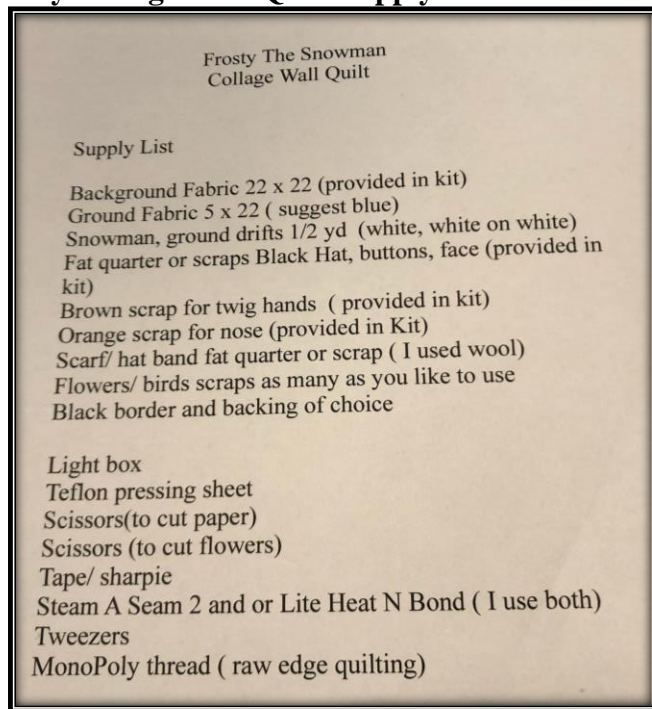 Frosty The Snowman
Collage Wall Quilt
Supply List
Background Fabric 22 x 22 (provided in kit)
Ground Fabric 5 x 22 ( suggest blue)
Snowman, ground drifts 1/2 yd (white, white on white)
Fat quarter or scraps Black Hat, buttons, face (provided in
kit)
Brown scrap for twig hands ( provided in kit)
Orange scrap for nose (provided in Kit)
Scarf/ hat band fat quarter or scrap ( I used wool)
Flowers/ birds scraps as many as you like to use
Black border and backing of choice
Light box
Teflon pressing sheet
Scissors(to cut paper)
Scissors (to cut flowers)
Tape/ sharpie
Steam A Seam 2 and or Lite Heat N Bond ( I use both)
Tweezers
MonoPoly thread ( raw edge quilting)